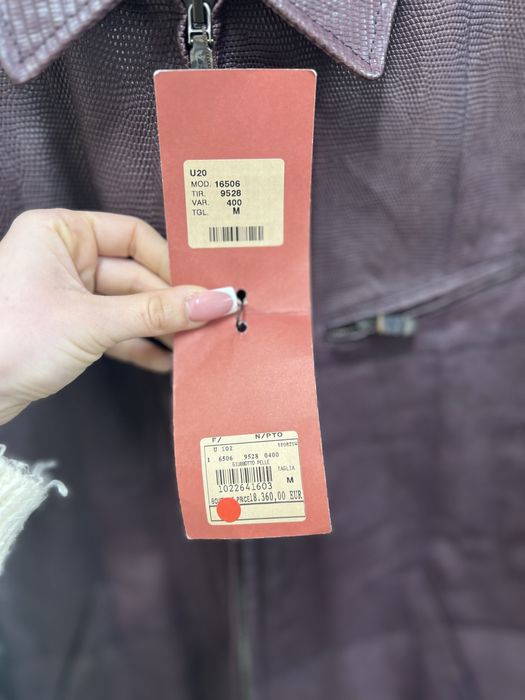 U20
MOD. 16506
TIR. 9528
VAR. 400
TGL. M
F/ N/PTO
U 102
1 6506 9528 0400
GIUBBOTTO PELLE
TAGLIA
M
1022641603
PRICE 18.360,00 EUR